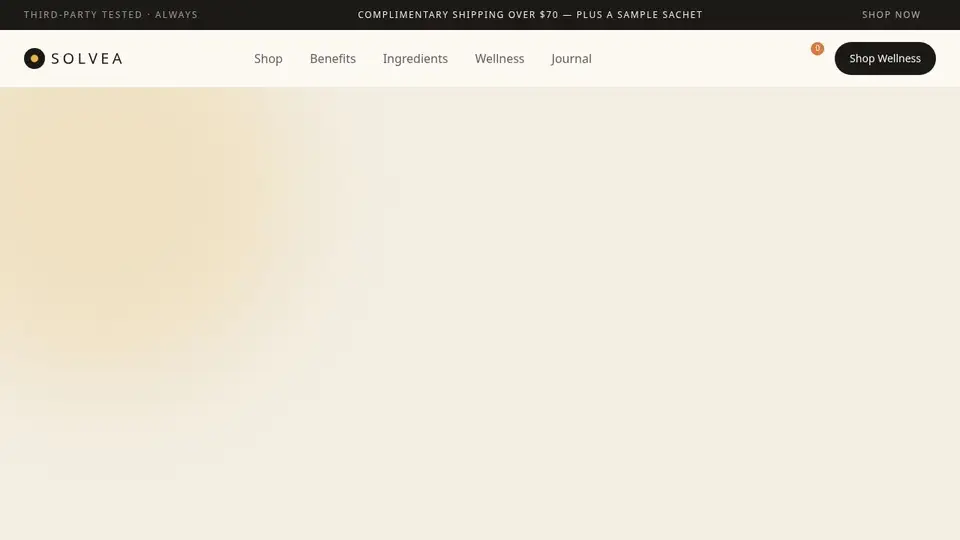 THIRD-PARTY TESTED · ALWAYS
COMPLIMENTARY SHIPPING OVER $70 — PLUS A SAMPLE SACHET
SHOP NOW
SOLVEA
Shop
Benefits
Ingredients
Wellness
Journal
0
Shop Wellness